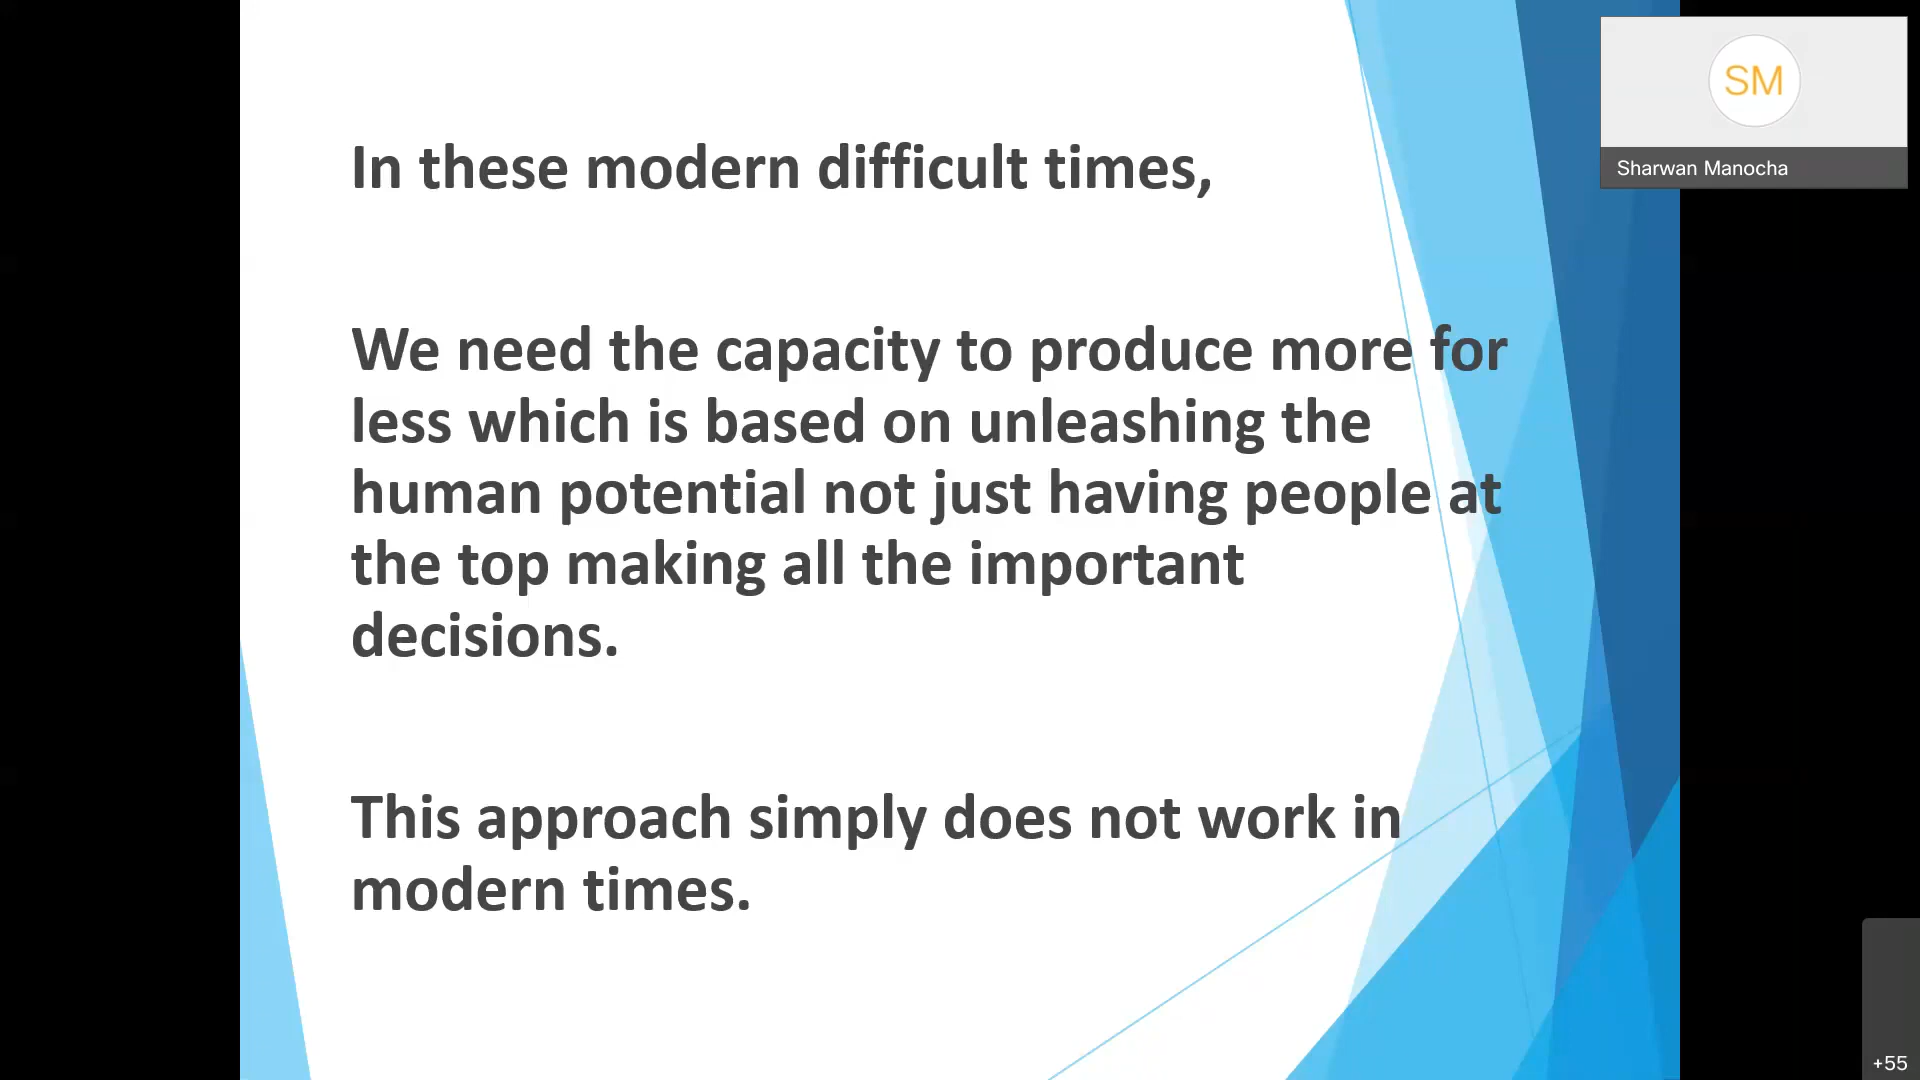 In these modern difficult times,
We need the capacity to produce more for
less which is based on unleashing the
human potential not just having people at
the top making all the important
decisions.
This approach simply does not work in
modern times.
SM
Sharwan Manocha
+55